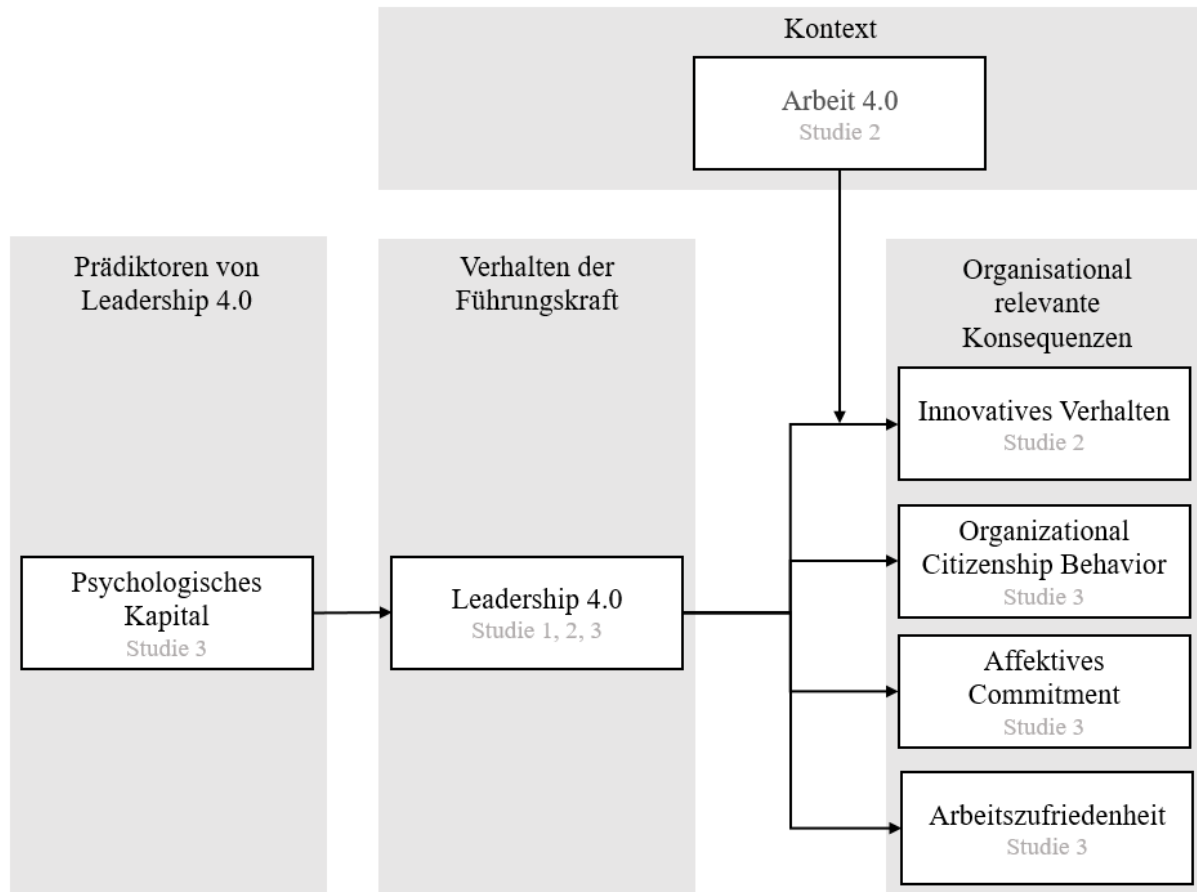 Kontext
Arbeit 4.0
Studie 2
Prädiktoren von
Leadership 4.0
Psychologisches
Kapital
Studie 3
Verhalten der
Führungskraft
Leadership 4.0
Studie 1, 2, 3
Organisational
relevante
Konsequenzen
Innovatives Verhalten
Studie 2
Organizational
Citizenship Behavior
Studie 3
Affektives
Commitment
Studie 3
Arbeitszufriedenheit
Studie 3